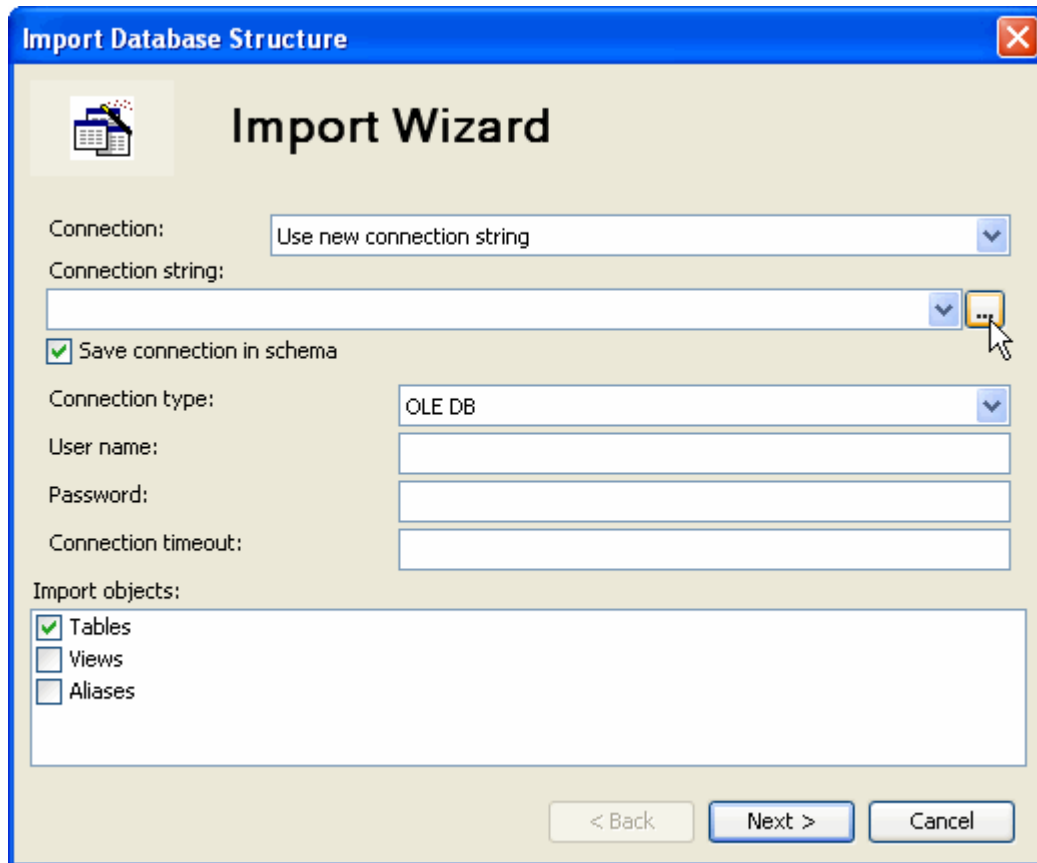 Import Database Structure
Import Wizard
Connection:
Use new connection string
Connection string:
...
Save connection in schema
Connection type:
OLE DB
User name:
Password:
Connection timeout:
Import objects:
Tables
Views
Aliases
< Back
Next >
Cancel